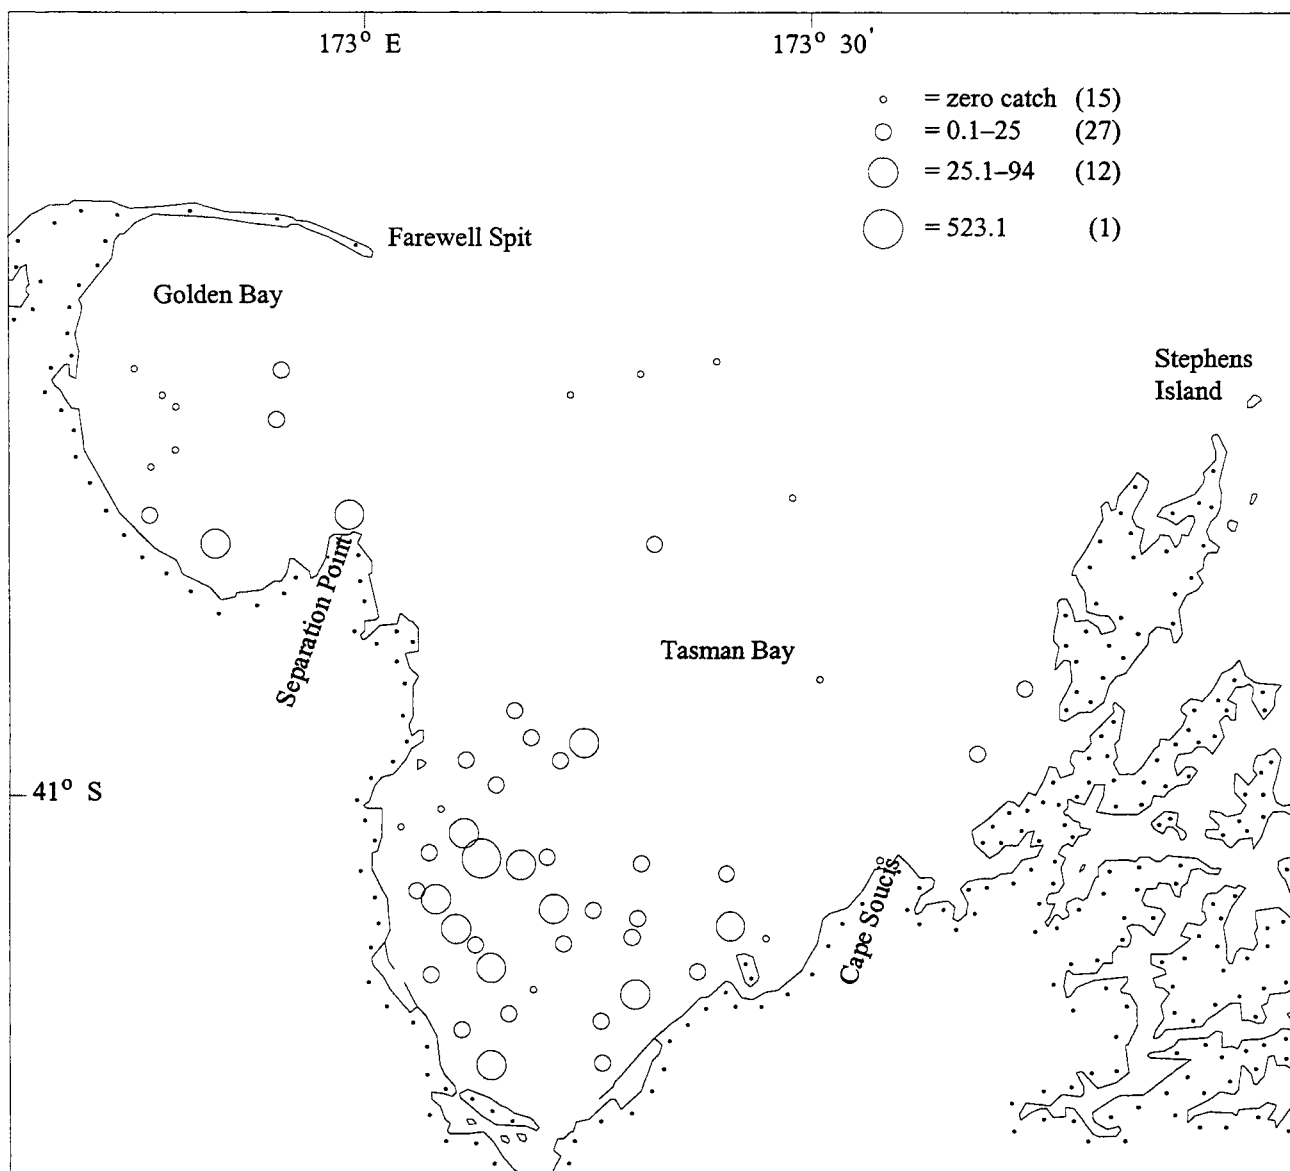 173° E
173° 30'
= zero catch (15)
= 0.1–25 (27)
= 25.1–94 (12)
= 523.1 (1)
Farewell Spit
Golden Bay
Stephens
Island
Separation Point
Tasman Bay
41° S
Cape Soucis